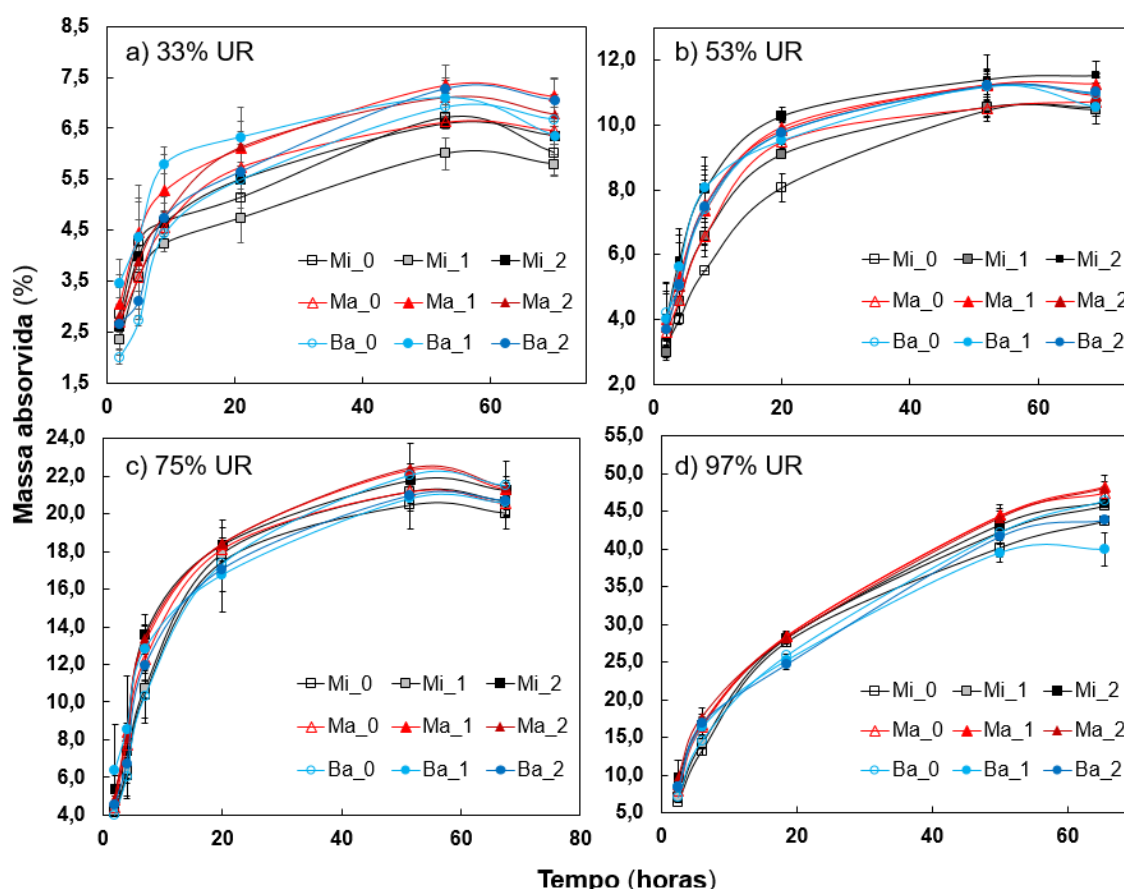 a) 33% UR
8,5
7,5
6,5
5,5
4,5
3,5
2,5
1,5
0 20 40 60
Mi_0 Mi_1 Mi_2
Ma_0 Ma_1 Ma_2
Ba_0 Ba_1 Ba_2
b) 53% UR
12,0
10,0
8,0
6,0
4,0
2,0
0 20 40 60
Mi_0 Mi_1 Mi_2
Ma_0 Ma_1 Ma_2
Ba_0 Ba_1 Ba_2
Massa absorvida (%)
c) 75% UR
24,0
22,0
20,0
18,0
16,0
14,0
12,0
10,0
8,0
6,0
4,0
0 20 40 60 80
Mi_0 Mi_1 Mi_2
Ma_0 Ma_1 Ma_2
Ba_0 Ba_1 Ba_2
d) 97% UR
55,0
50,0
45,0
40,0
35,0
30,0
25,0
20,0
15,0
10,0
5,0
0 20 40 60
Mi_0 Mi_1 Mi_2
Ma_0 Ma_1 Ma_2
Ba_0 Ba_1 Ba_2
Tempo (horas)